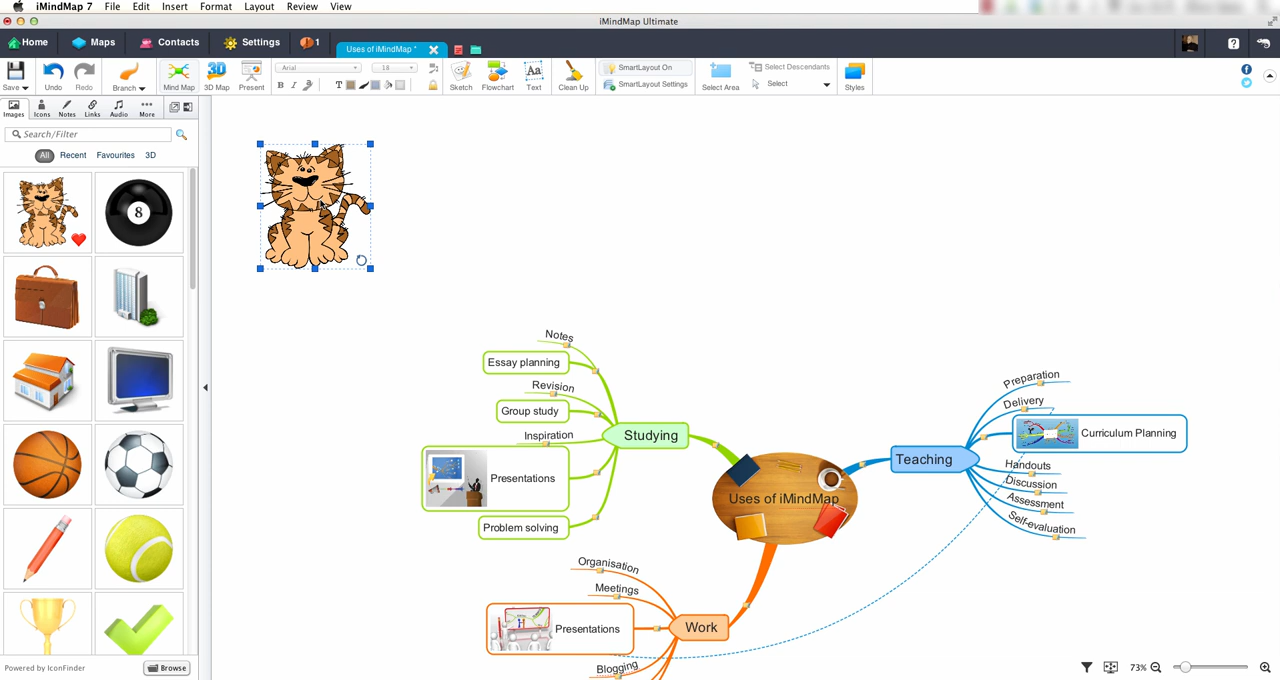 iMindMap 7 File Edit Insert Format Layout Review View
iMindMap Ultimate
Home Maps Contacts Settings 1 Uses of iMindMap * ?
Save Undo Redo Branch Mind Map 3D Map Present Arial 18 B I T Sketch Flowchart Aa Text Clean Up SmartLayout On SmartLayout Settings Select Area Select Descendants Select Styles
3D
Images Icons Notes Links Audio More
Search/Filter
All Recent Favourites 3D
8
Notes
Essay planning
Revision
Group study
Inspiration
Presentations
Problem solving
Studying
Preparation
Delivery
Curriculum Planning
Teaching
Handouts
Discussion
Assessment
Self-evaluation
Uses of iMindMap
Organisation
Meetings
Presentations
Work
Blogging
Powered by IconFinder Browse
73%